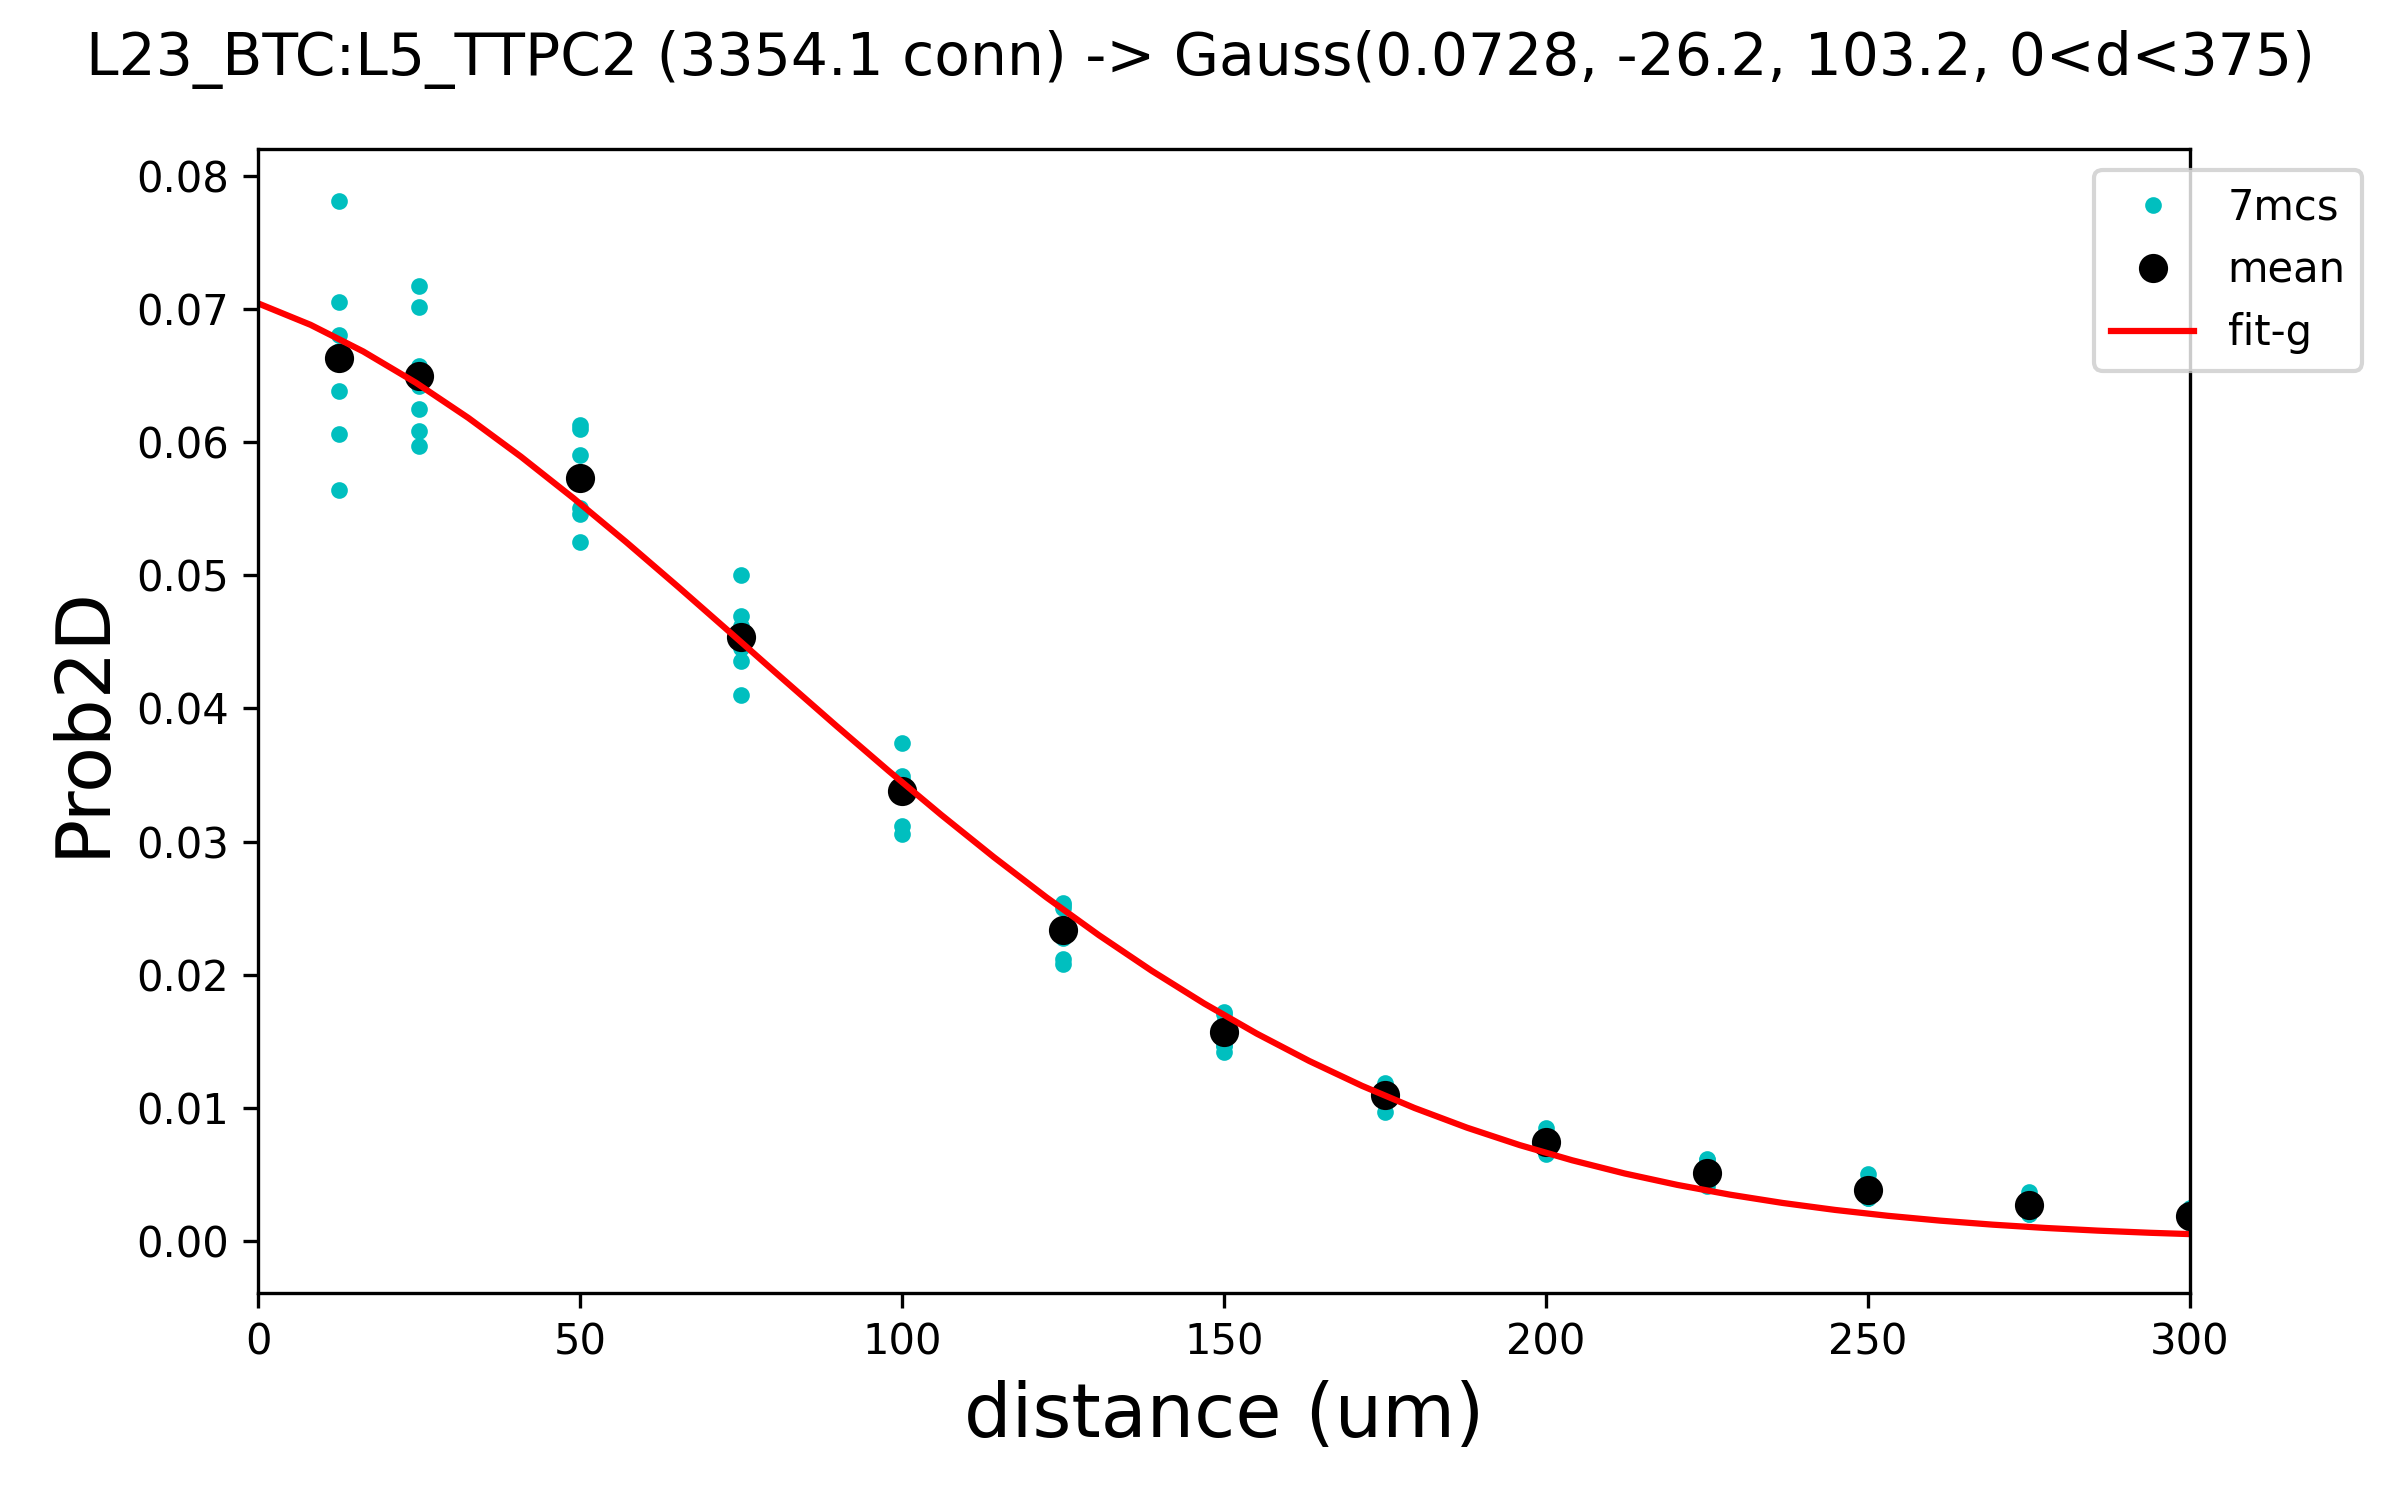 L23_BTC:L5_TTPC2 (3354.1 conn) -> Gauss(0.0728, -26.2, 103.2, 0<d<375)
7mcs
mean
fit-g
Prob2D
0.08
0.07
0.06
0.05
0.04
0.03
0.02
0.01
0.00
0 50 100 150 200 250 300
distance (um)